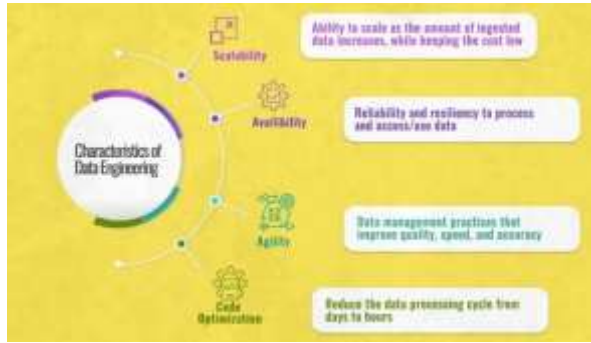 Characteristics of
Data Engineering
Scalability
Ability to scale as the amount of ingested
data increases, while keeping the cost low
Availibility
Reliability and resiliency to process
and access/use data
Agility
Data management practices that
improve quality, speed, and accuracy
Code
Optimization
Reduce the data processing cycle from
days to hours